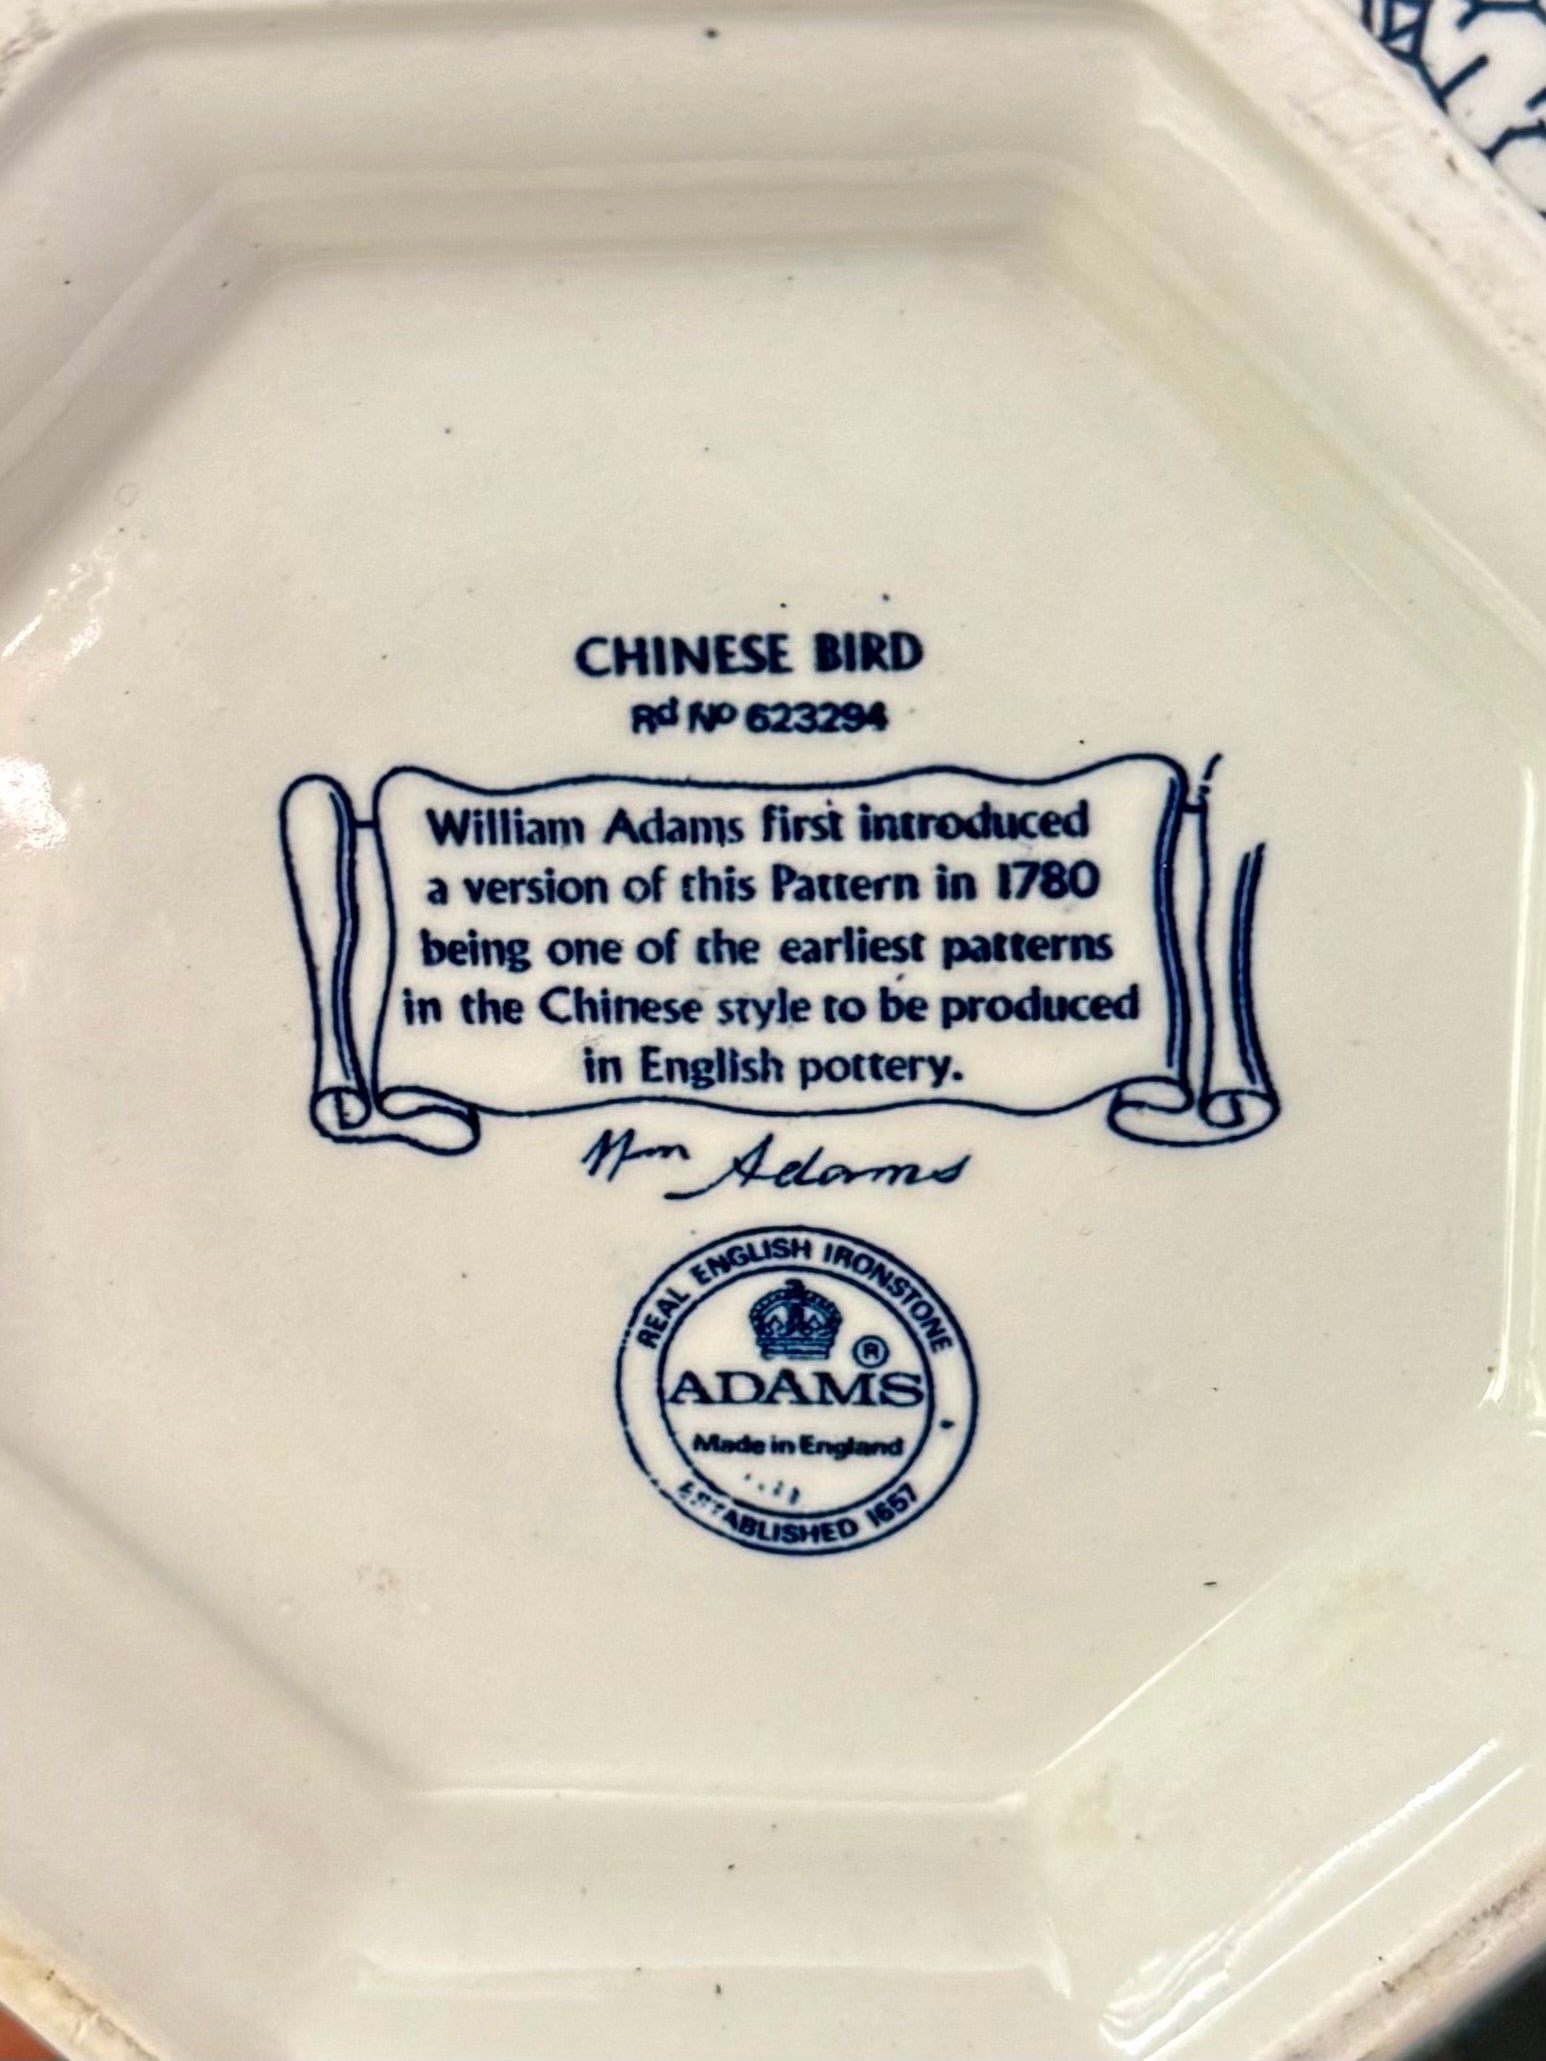 CHINESE BIRD
Rd No 623294
William Adams first introduced
a version of this Pattern in 1780
being one of the earliest patterns
in the Chinese style to be produced
in English pottery.
Wm Adams
REAL ENGLISH IRONSTONE
®
ADAMS
Made in England
ESTABLISHED 1657